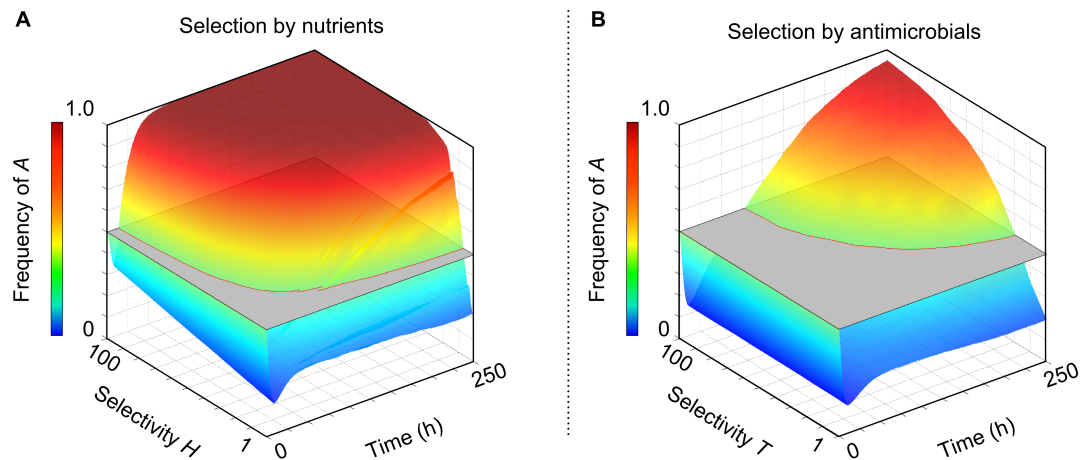 A
Selection by nutrients
1.0
Frequency of A
0
100
Selectivity H
1
0
Time (h)
250
B
Selection by antimicrobials
1.0
Frequency of A
0
100
Selectivity T
1
0
Time (h)
250